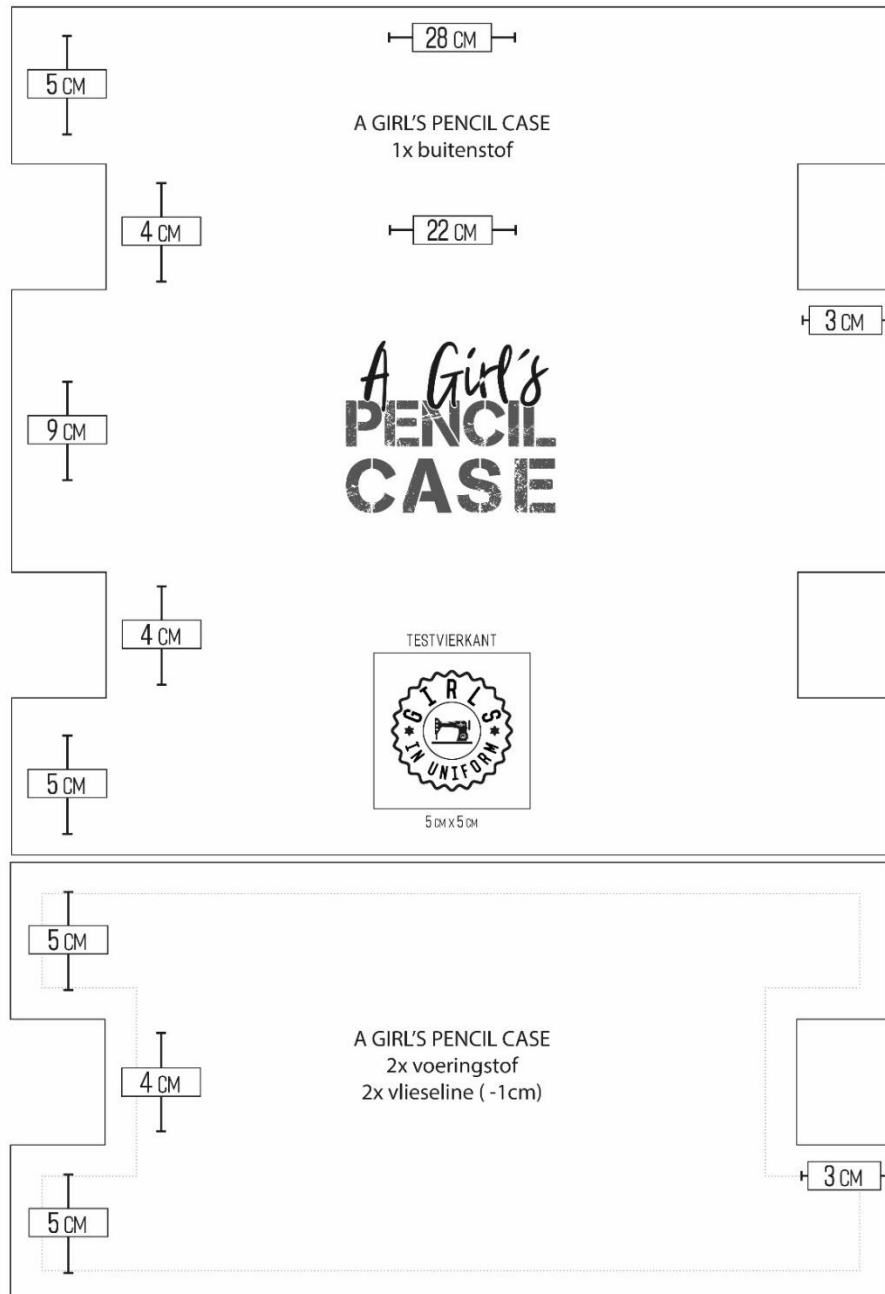 28 CM
5 CM
A GIRL'S PENCIL CASE
1x buitenstof
4 CM
22 CM
3 CM
A Girl's
PENCIL
CASE
9 CM
4 CM
TESTVIERKANT
GIRLS
IN UNIFORM
5 CM
5 CM X 5 CM
5 CM
A GIRL'S PENCIL CASE
2x voeringstof
4 CM
2x vlieseline ( -1cm)
3 CM
5 CM